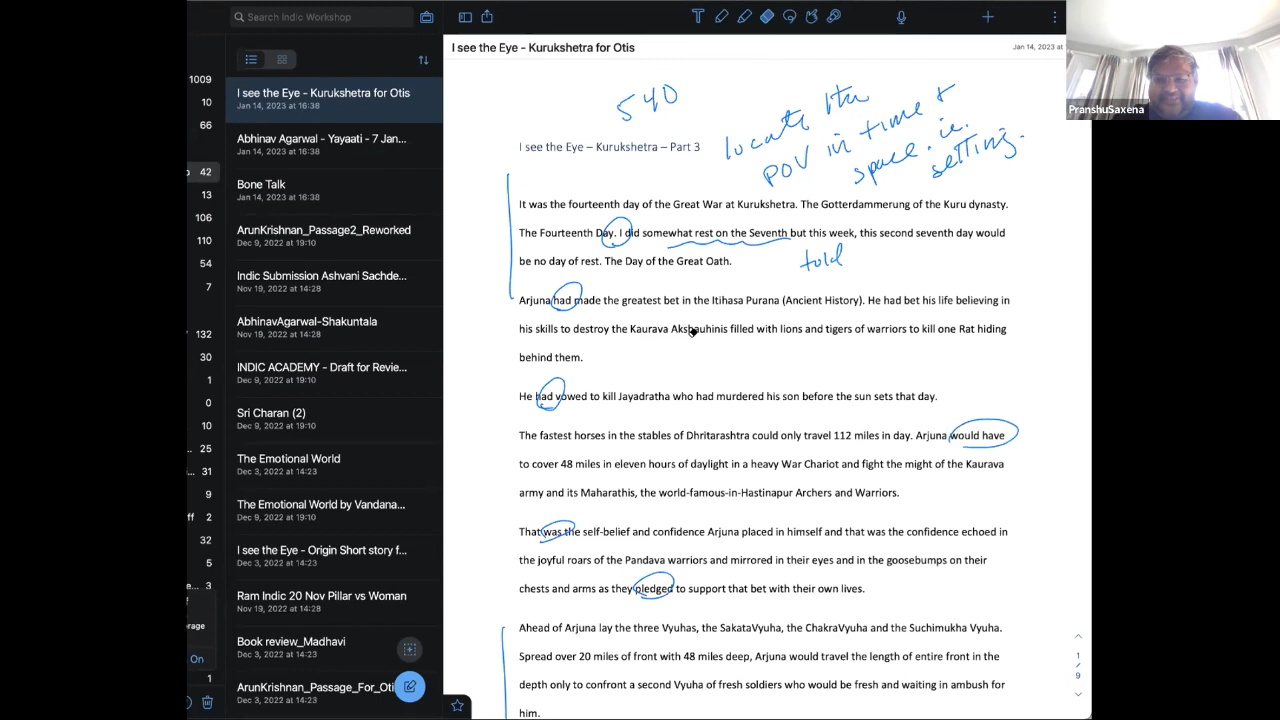 Search Indic Workshop
1009
10
66
42
13
106
110
54
7
132
30
1
0
10
25
31
9
2
32
5
3
rage
On
1
I see the Eye - Kurukshetra for Otis
Jan 14, 2023 at 16:38
Abhinav Agarwal - Yayaati - 7 Jan...
Jan 14, 2023 at 16:38
Bone Talk
Jan 14, 2023 at 16:38
ArunKrishnan_Passage2_Reworked
Dec 9, 2022 at 19:10
Indic Submission Ashvani Sachde...
Nov 19, 2022 at 14:28
AbhinavAgarwal-Shakuntala
Nov 19, 2022 at 14:28
INDIC ACADEMY - Draft for Revie...
Dec 9, 2022 at 19:10
Sri Charan (2)
Dec 9, 2022 at 19:10
The Emotional World
Dec 3, 2022 at 14:23
The Emotional World by Vandana...
Dec 9, 2022 at 19:10
I see the Eye - Origin Short story f...
Dec 3, 2022 at 14:23
Ram Indic 20 Nov Pillar vs Woman
Nov 19, 2022 at 14:28
Book review_Madhavi
Dec 3, 2022 at 14:23
ArunKrishnan_Passage_For_Oti
Dec 3, 2022 at 14:23
I see the Eye - Kurukshetra for Otis
Jan 14, 2023 at
PranshuSaxena
540
locate the
POV in time &
space. ie.
setting.
I see the Eye – Kurukshetra – Part 3
It was the fourteenth day of the Great War at Kurukshetra. The Gotterdammerung of the Kuru dynasty.
The Fourteenth Day. I did somewhat rest on the Seventh but this week, this second seventh day would
be no day of rest. The Day of the Great Oath.
told
Arjuna had made the greatest bet in the Itihasa Purana (Ancient History). He had bet his life believing in
his skills to destroy the Kaurava Akshauhinis filled with lions and tigers of warriors to kill one Rat hiding
behind them.
He had vowed to kill Jayadratha who had murdered his son before the sun sets that day.
The fastest horses in the stables of Dhritarashtra could only travel 112 miles in day. Arjuna would have
to cover 48 miles in eleven hours of daylight in a heavy War Chariot and fight the might of the Kaurava
army and its Maharathis, the world-famous-in-Hastinapur Archers and Warriors.
That was the self-belief and confidence Arjuna placed in himself and that was the confidence echoed in
the joyful roars of the Pandava warriors and mirrored in their eyes and in the goosebumps on their
chests and arms as they pledged to support that bet with their own lives.
Ahead of Arjuna lay the three Vyuhas, the SakataVyuha, the ChakraVyuha and the Suchimukha Vyuha.
Spread over 20 miles of front with 48 miles deep, Arjuna would travel the length of entire front in the
depth only to confront a second Vyuha of fresh soldiers who would be fresh and waiting in ambush for
him.
1
9